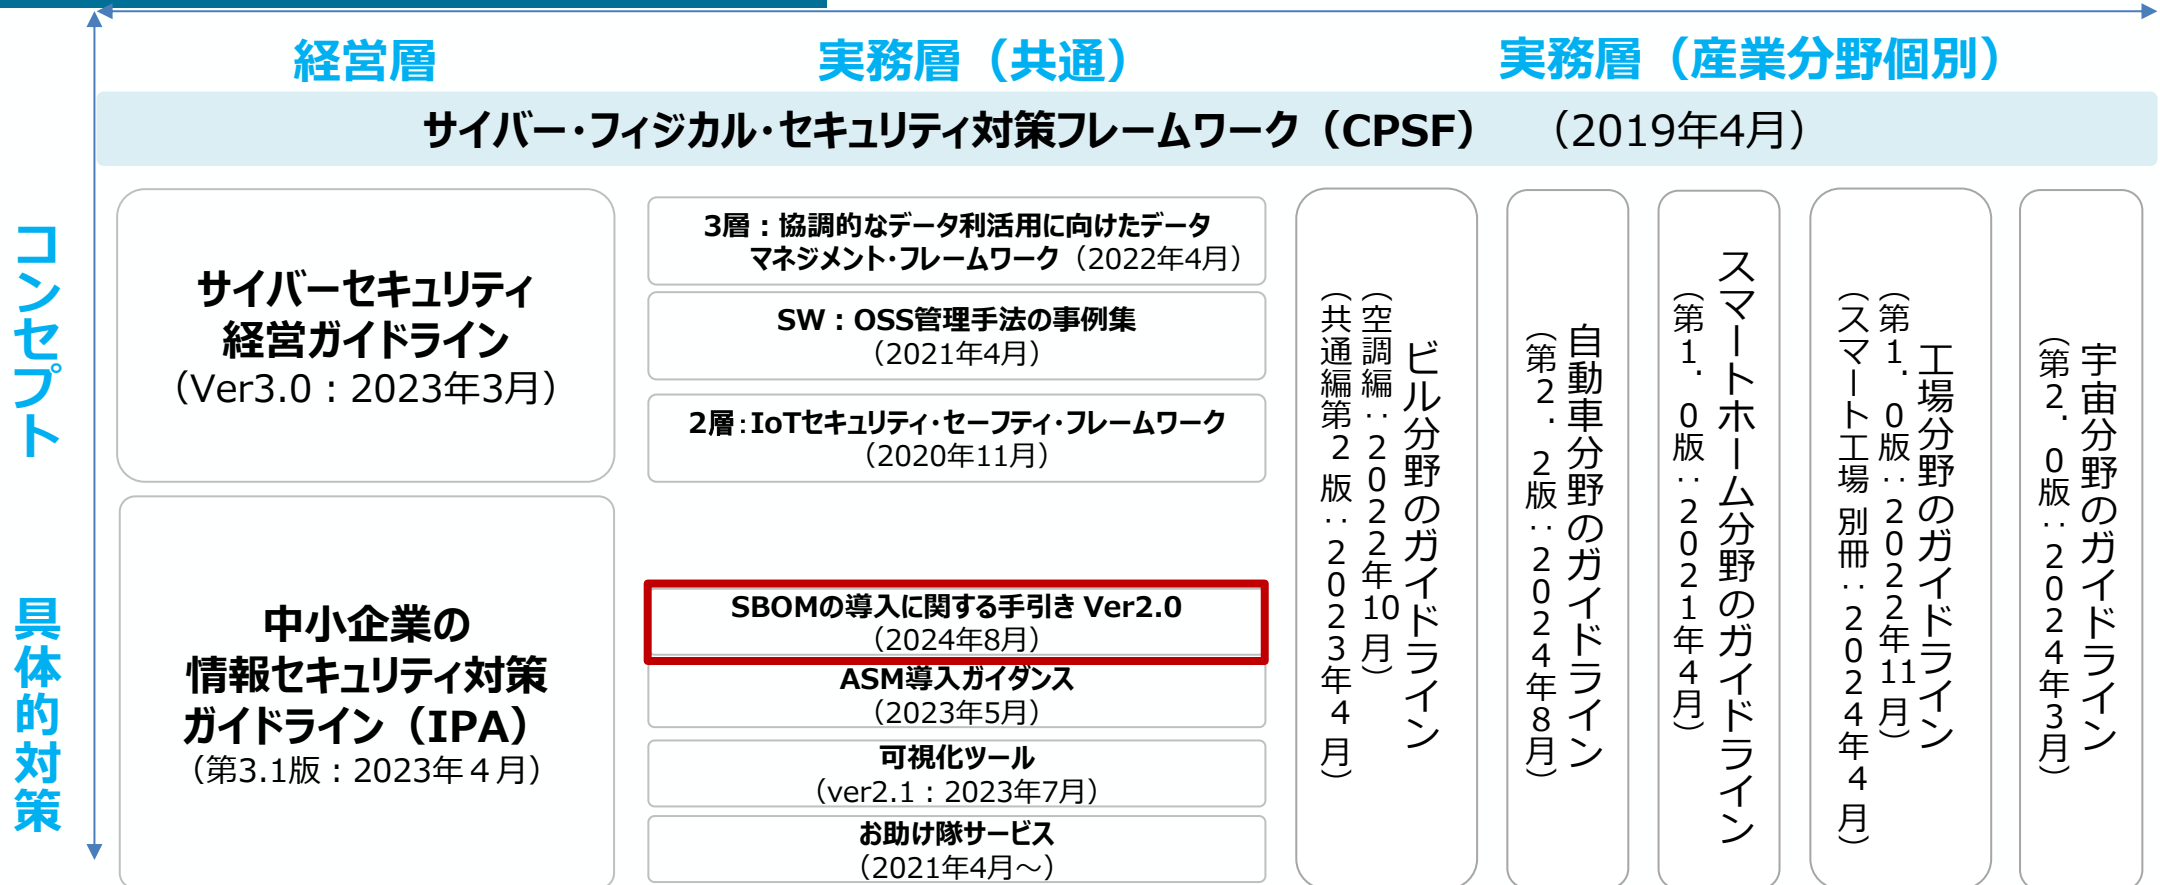 経営層
実務層（共通）
実務層（産業分野個別）
サイバー・フィジカル・セキュリティ対策フレームワーク（CPSF）　（2019年4月）
コンセプト
具体的対策
サイバーセキュリティ
経営ガイドライン
（Ver3.0：2023年3月）
中小企業の
情報セキュリティ対策
ガイドライン（IPA）
（第3.1版：2023年４月）
3層：協調的なデータ利活用に向けたデータ
マネジメント・フレームワーク（2022年4月）
SW：OSS管理手法の事例集
（2021年4月）
2層：IoTセキュリティ・セーフティ・フレームワーク
（2020年11月）
SBOMの導入に関する手引き Ver2.0
（2024年8月）
ASM導入ガイダンス
（2023年5月）
可視化ツール
（ver2.1：2023年7月）
お助け隊サービス
（2021年4月～）
ビル分野のガイドライン
（空調編：２０２２年10月）
（共通編第２版：２０２３年４月）
自動車分野のガイドライン
（第２．２版：２０２４年８月）
スマートホーム分野のガイドライン
（第１．０版：２０２１年４月）
工場分野のガイドライン
（第１．０版：２０２２年11月）
（スマート工場 別冊：２０２４年４月）
宇宙分野のガイドライン
（第２．０版：２０２４年３月）